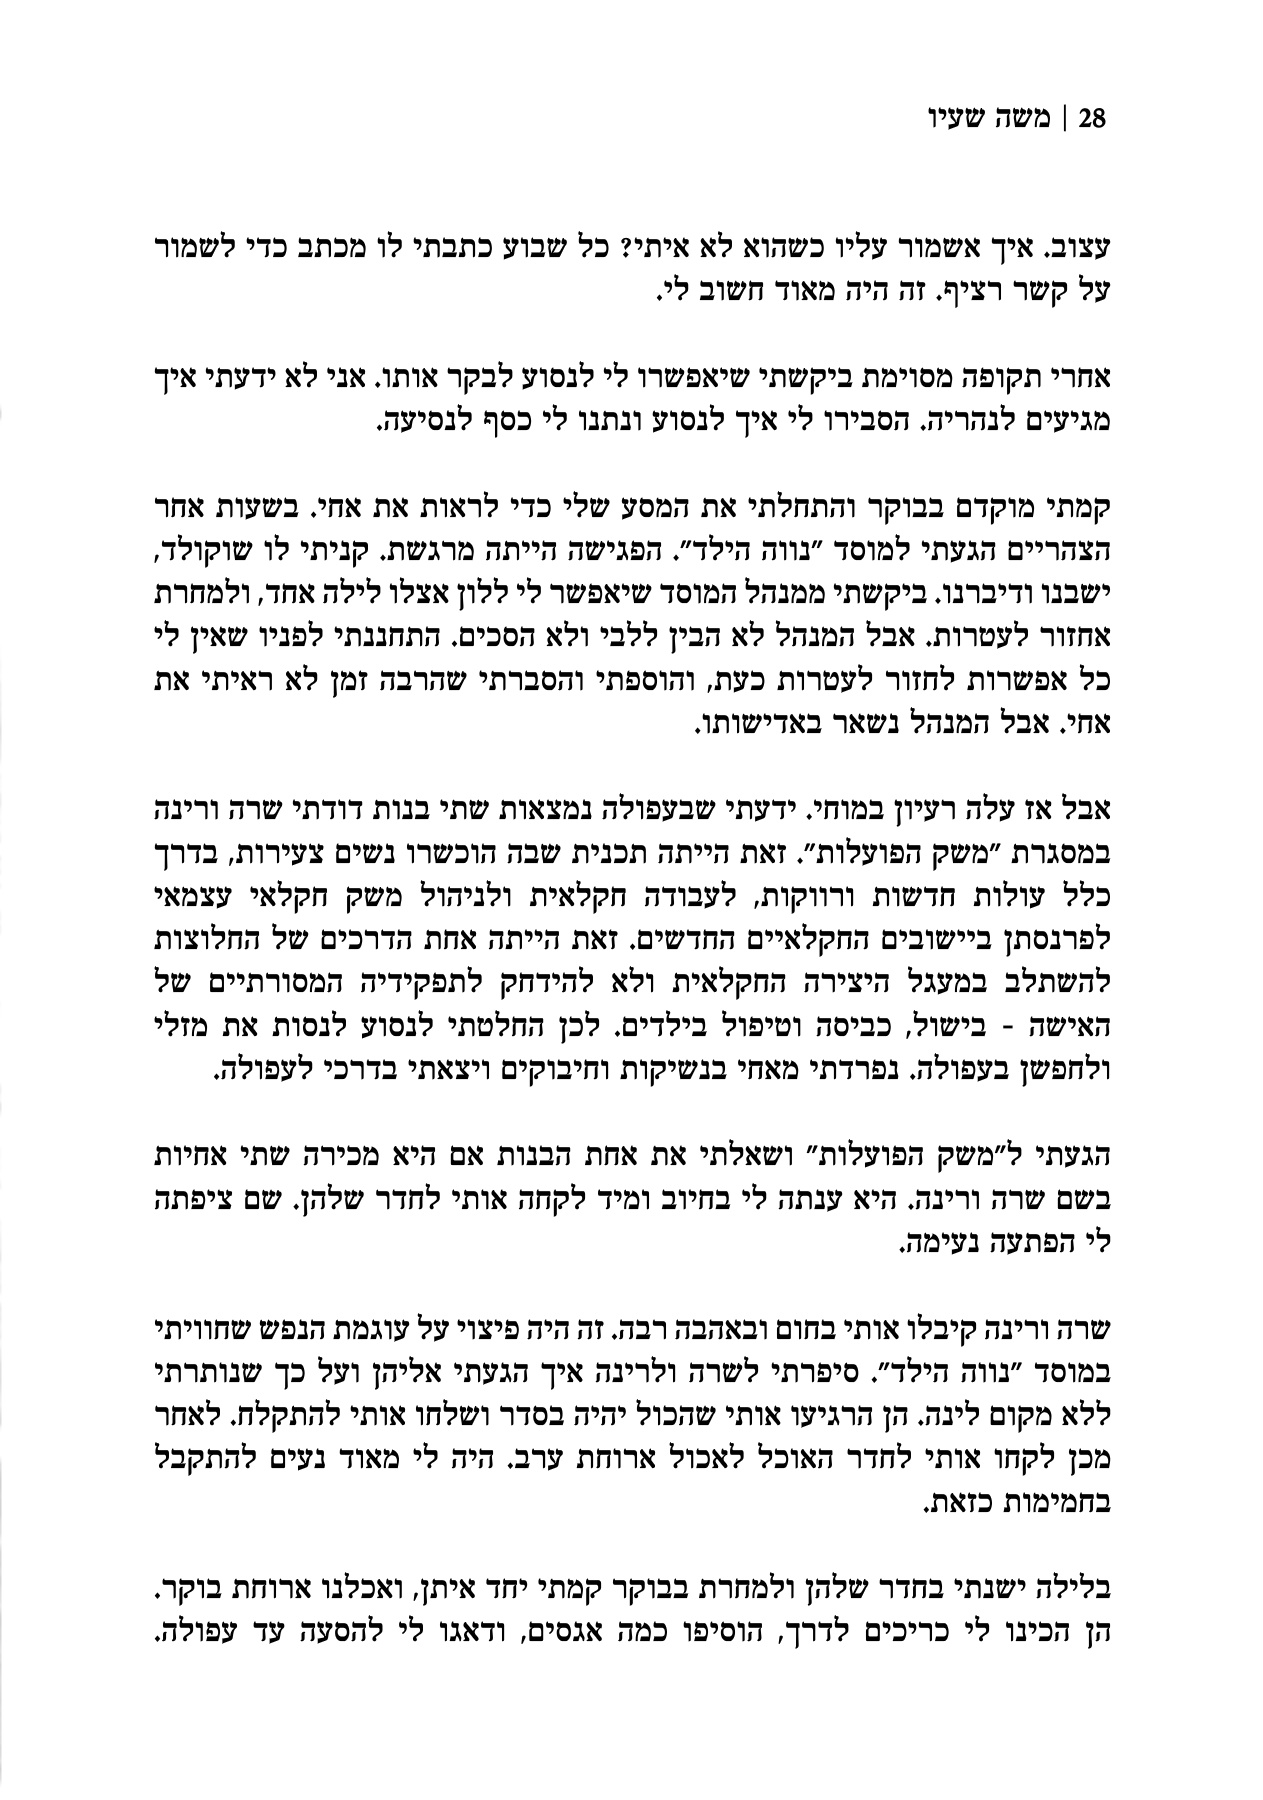 28 | משה שעיו
עצוב. איך אשמור עליו כשהוא לא איתי? כל שבוע כתבתי לו מכתב כדי לשמור
על קשר רציף. זה היה מאוד חשוב לי.
אחרי תקופה מסוימת ביקשתי שיאפשרו לי לנסוע לבקר אותו. אני לא ידעתי איך
מגיעים לנהריה. הסבירו לי איך לנסוע ונתנו לי כסף לנסיעה.
קמתי מוקדם בבוקר והתחלתי את המסע שלי כדי לראות את אחי. בשעות אחר
הצהריים הגעתי למוסד "נווה הילד". הפגישה הייתה מרגשת. קניתי לו שוקולד,
ישבנו ודיברנו. ביקשתי ממנהל המוסד שיאפשר לי ללון אצלו לילה אחד, ולמחרת
אחזור לעטרות. אבל המנהל לא הבין ללבי ולא הסכים. התחננתי לפניו שאין לי
כל אפשרות לחזור לעטרות כעת, והוספתי והסברתי שהרבה זמן לא ראיתי את
אחי. אבל המנהל נשאר באדישותו.
אבל אז עלה רעיון במוחי. ידעתי שבעפולה נמצאות שתי בנות דודתי שרה ורינה
במסגרת "משק הפועלות". זאת הייתה תכנית שבה הוכשרו נשים צעירות, בדרך
כלל עולות חדשות ורווקות, לעבודה חקלאית ולניהול משק חקלאי עצמאי
לפרנסתן ביישובים החקלאיים החדשים. זאת הייתה אחת הדרכים של החלוצות
להשתלב במעגל היצירה החקלאית ולא להידחק לתפקידיה המסורתיים של
האישה - בישול, כביסה וטיפול בילדים. לכן החלטתי לנסוע לנסות את מזלי
ולחפשן בעפולה. נפרדתי מאחי בנשיקות וחיבוקים ויצאתי בדרכי לעפולה.
הגעתי ל"משק הפועלות" ושאלתי את אחת הבנות אם היא מכירה שתי אחיות
בשם שרה ורינה. היא ענתה לי בחיוב ומיד לקחה אותי לחדר שלהן. שם ציפתה
לי הפתעה נעימה.
שרה ורינה קיבלו אותי בחום ובאהבה רבה. זה היה פיצוי על עוגמת הנפש שחוויתי
במוסד "נווה הילד". סיפרתי לשרה ולרינה איך הגעתי אליהן ועל כך שנותרתי
ללא מקום לינה. הן הרגיעו אותי שהכול יהיה בסדר ושלחו אותי להתקלח. לאחר
מכן לקחו אותי לחדר האוכל לאכול ארוחת ערב. היה לי מאוד נעים להתקבל
בחמימות כזאת.
בלילה ישנתי בחדר שלהן ולמחרת בבוקר קמתי יחד איתן, ואכלנו ארוחת בוקר.
הן הכינו לי כריכים לדרך, הוסיפו כמה אגסים, ודאגו לי להסעה עד עפולה.